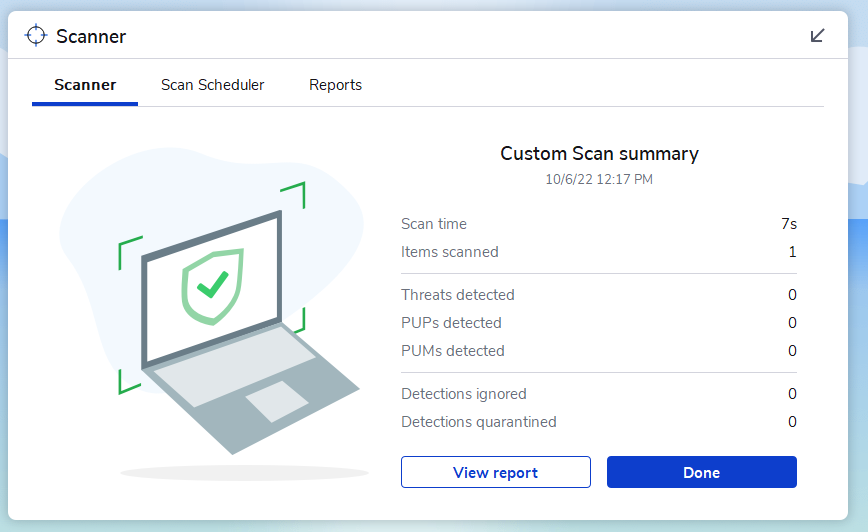 Scanner
Scanner Scan Scheduler Reports
Custom Scan summary
10/6/22 12:17 PM
Scan time 7s
Items scanned 1
Threats detected 0
PUPs detected 0
PUMs detected 0
Detections ignored 0
Detections quarantined 0
View report Done